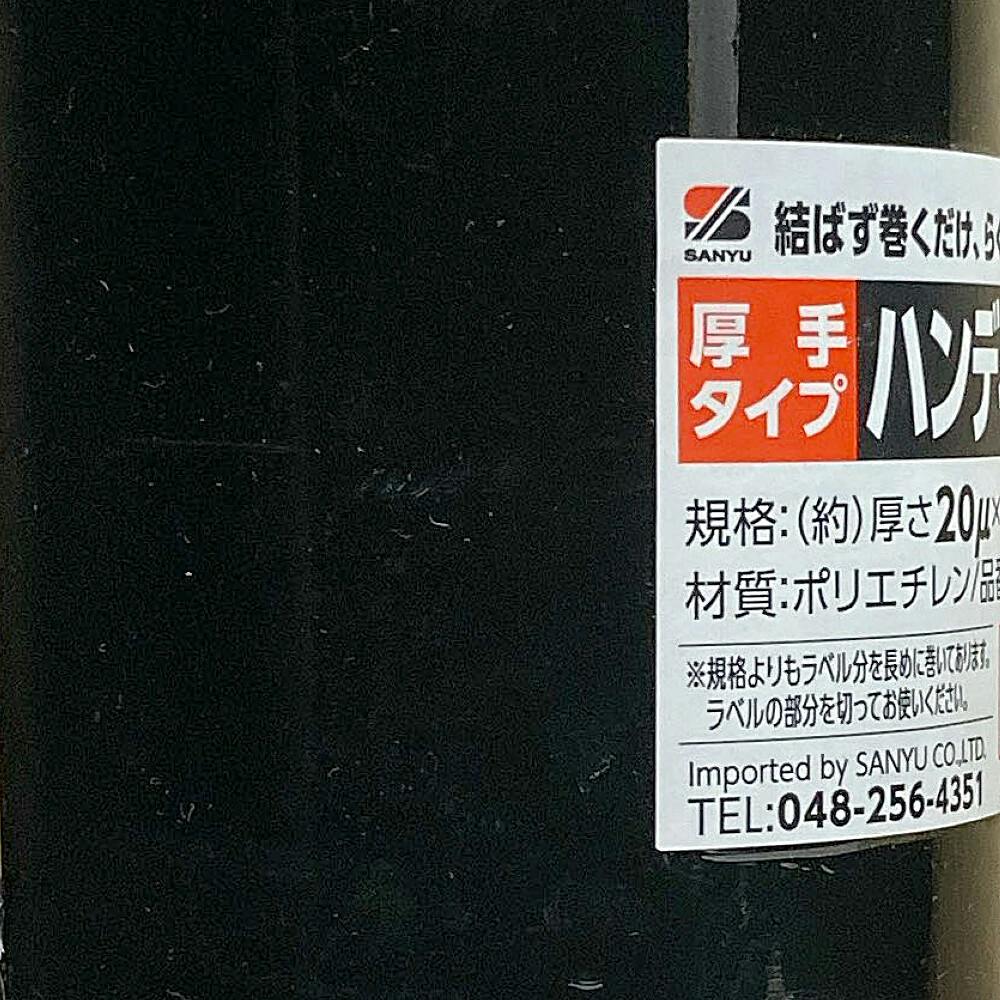 SANYU
結ばず巻くだけ、らく
厚手
タイプ
ハンデ
規格:(約)厚さ20μ×
材質:ポリエチレン/品番
※規格よりもラベル分を長めに巻いてあります。
ラベルの部分を切ってお使いください。
Imported by SANYU CO.,LTD.
TEL:048-256-4351